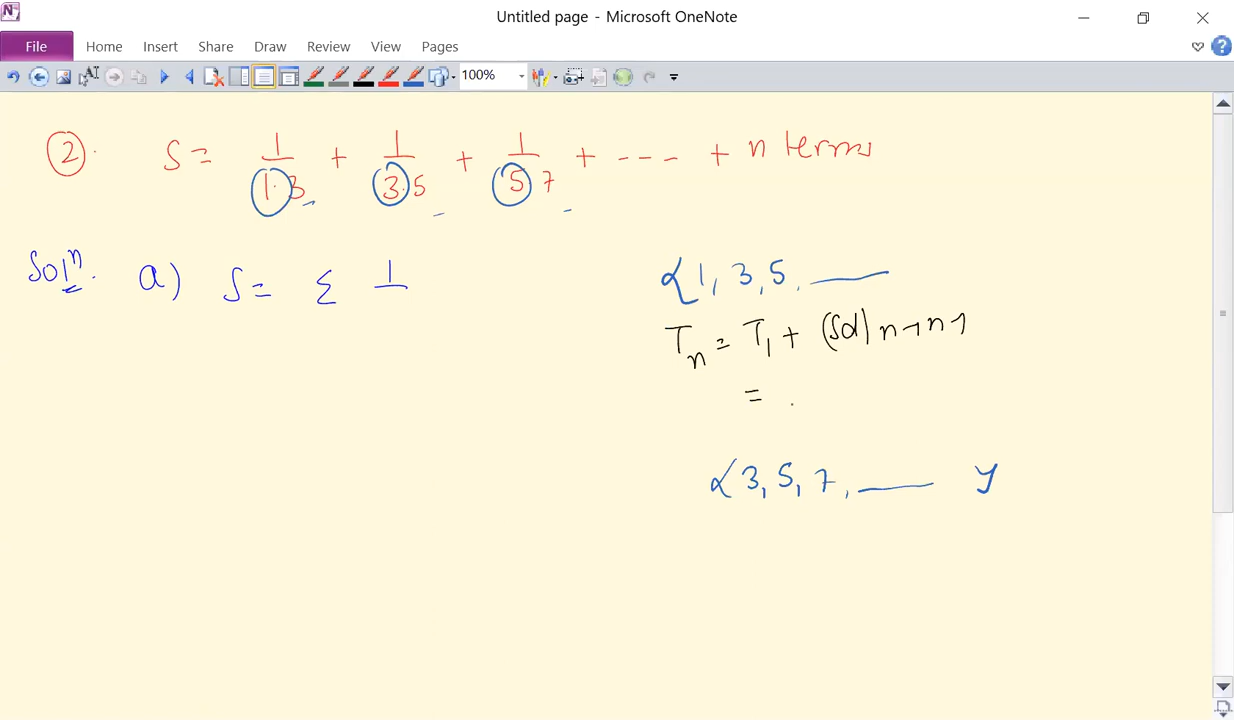 Untitled page - Microsoft OneNote
File Home Insert Share Draw Review View Pages
100%
② S = 1/1·3 + 1/3·5 + 1/5 7 + --- + n terms
Solⁿ. a) S = Σ 1/
{1, 3, 5, ——
Tₙ = T₁ + (Sd) n→n-1
= .
{3, 5, 7, —— }